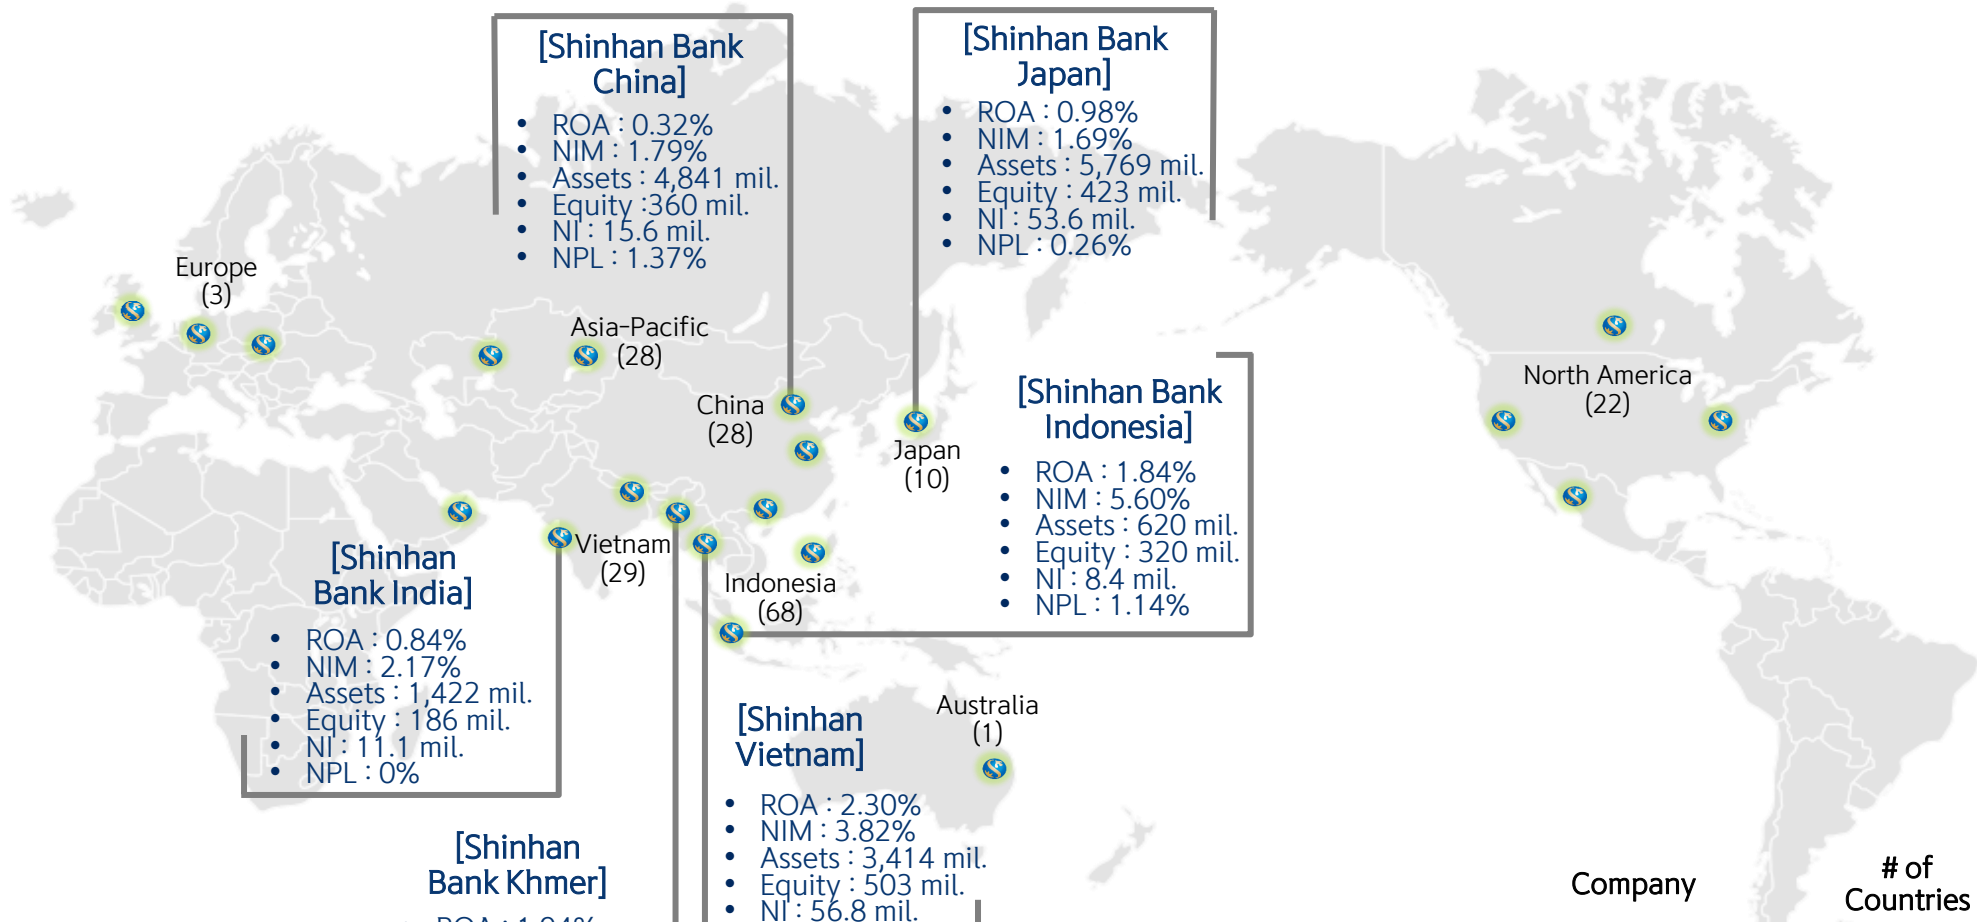 [Shinhan Bank
China]
• ROA : 0.32%
• NIM : 1.79%
• Assets : 4,841 mil.
• Equity :360 mil.
• NI : 15.6 mil.
• NPL : 1.37%
[Shinhan Bank
Japan]
• ROA : 0.98%
• NIM : 1.69%
• Assets : 5,769 mil.
• Equity : 423 mil.
• NI : 53.6 mil.
• NPL : 0.26%
Europe
(3)
Asia-Pacific
(28)
China
(28)
Japan
(10)
[Shinhan Bank
Indonesia]
• ROA : 1.84%
• NIM : 5.60%
• Assets : 620 mil.
• Equity : 320 mil.
• NI : 8.4 mil.
• NPL : 1.14%
North America
(22)
Vietnam
(29)
Indonesia
(68)
[Shinhan
Bank India]
• ROA : 0.84%
• NIM : 2.17%
• Assets : 1,422 mil.
• Equity : 186 mil.
• NI : 11.1 mil.
• NPL : 0%
Australia
(1)
[Shinhan
Vietnam]
• ROA : 2.30%
• NIM : 3.82%
• Assets : 3,414 mil.
• Equity : 503 mil.
• NI : 56.8 mil.
[Shinhan
Bank Khmer]
Company
# of
Countries